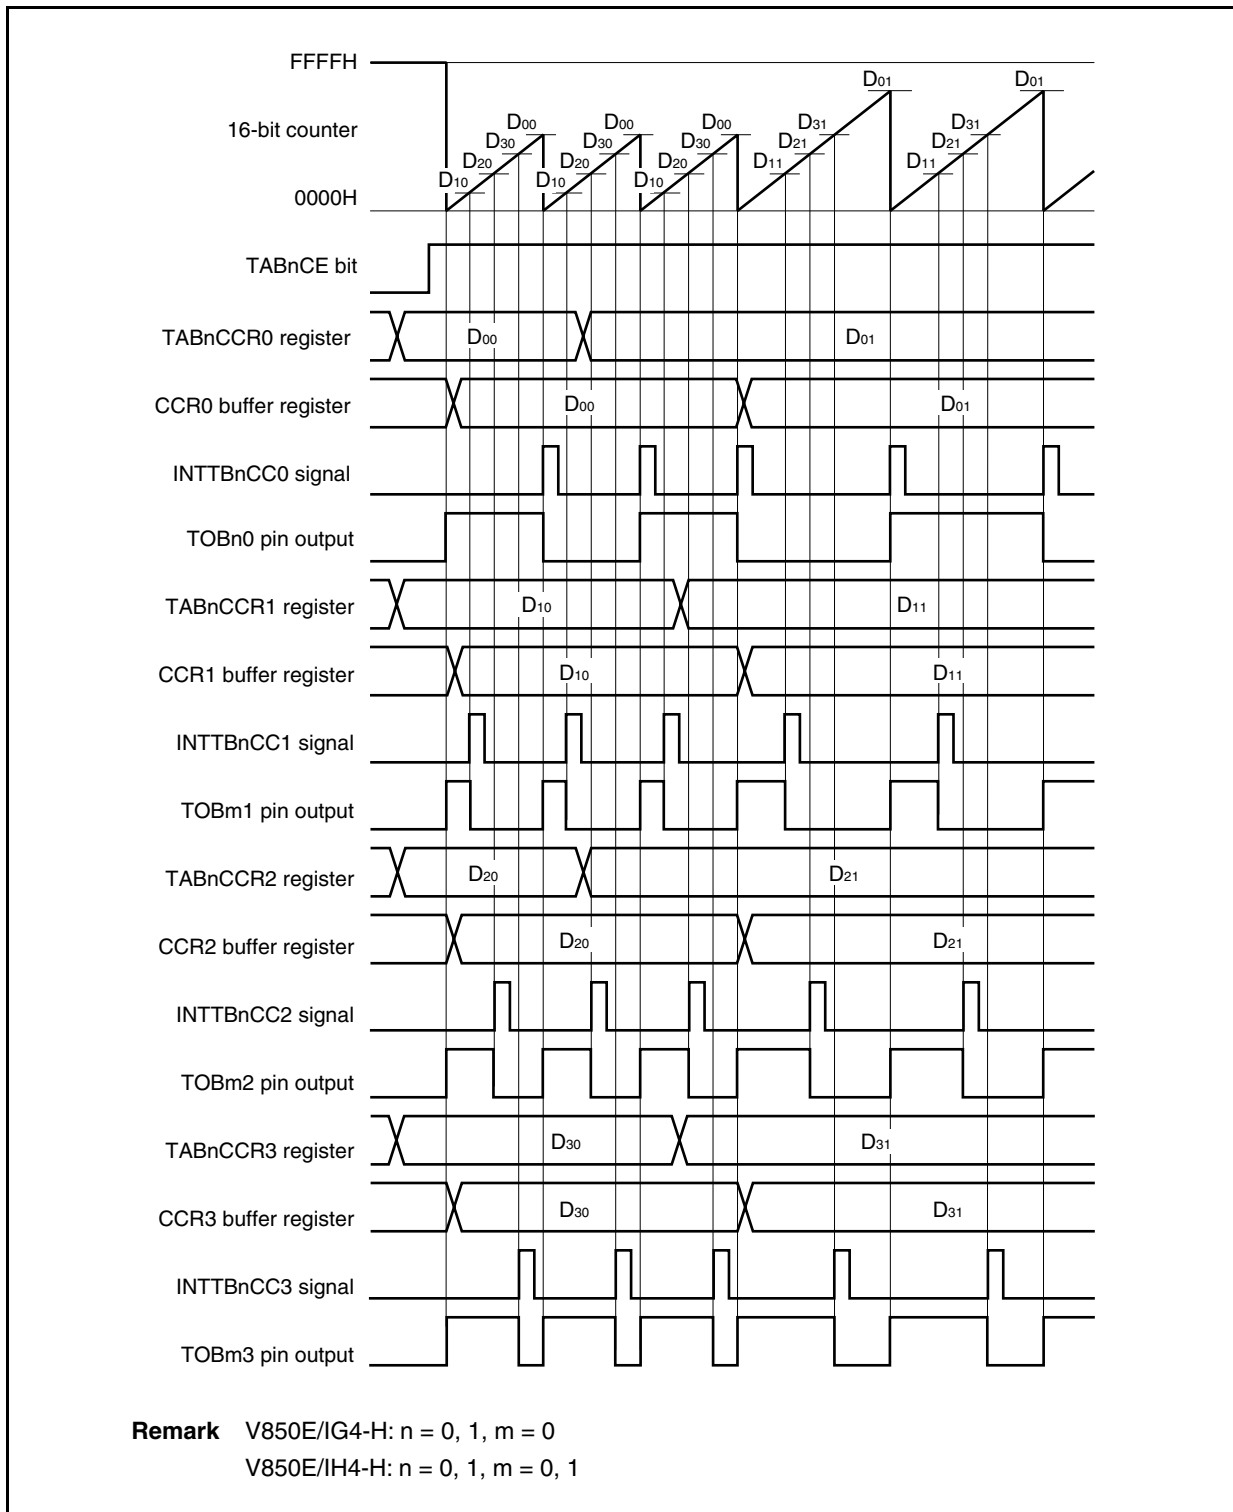 FFFFH
16-bit counter
0000H
D10 D20 D30 D00 D10 D20 D30 D00 D10 D20 D30 D00 D11 D21 D31 D01 D11 D21 D31 D01
TABnCE bit
TABnCCR0 register D00 D01
CCR0 buffer register D00 D01
INTTBnCC0 signal
TOBn0 pin output
TABnCCR1 register D10 D11
CCR1 buffer register D10 D11
INTTBnCC1 signal
TOBm1 pin output
TABnCCR2 register D20 D21
CCR2 buffer register D20 D21
INTTBnCC2 signal
TOBm2 pin output
TABnCCR3 register D30 D31
CCR3 buffer register D30 D31
INTTBnCC3 signal
TOBm3 pin output
Remark V850E/IG4-H: n = 0, 1, m = 0
V850E/IH4-H: n = 0, 1, m = 0, 1